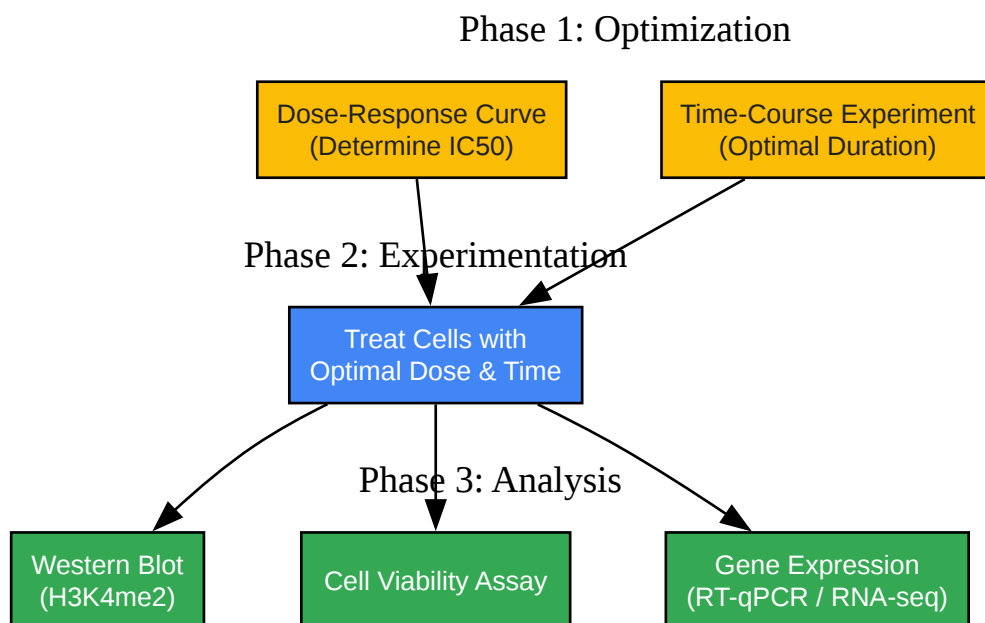 Phase 1: Optimization
Dose-Response Curve
(Determine IC50)
Time-Course Experiment
(Optimal Duration)
Phase 2: Experimentation
Treat Cells with
Optimal Dose & Time
Phase 3: Analysis
Western Blot
(H3K4me2)
Cell Viability Assay
Gene Expression
(RT-qPCR / RNA-seq)